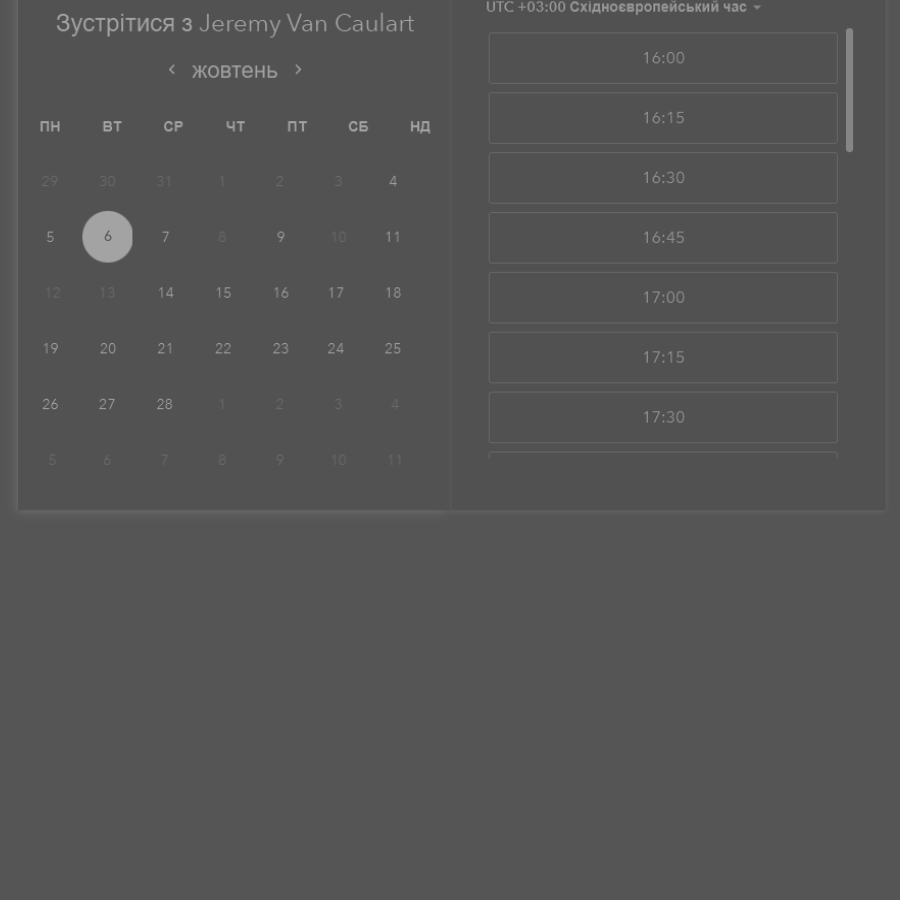 Зустрітися з Jeremy Van Caulart
жовтень
ПН ВТ СР ЧТ ПТ СБ НД
29 30 31 1 2 3 4
5 6 7 8 9 10 11
12 13 14 15 16 17 18
19 20 21 22 23 24 25
26 27 28 1 2 3 4
5 6 7 8 9 10 11
UTC +03:00 Східноєвропейський час
16:00
16:15
16:30
16:45
17:00
17:15
17:30